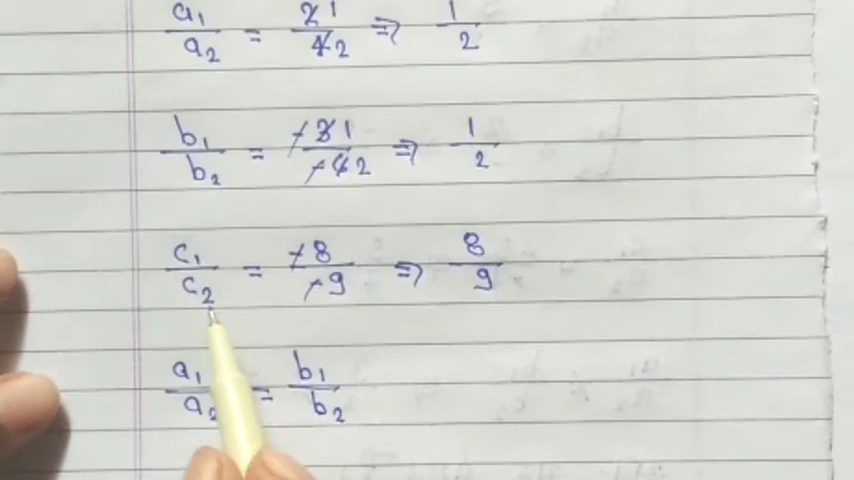 a₁/a₂ = 2̸ 1/4̸ 2 ⇒ 1/2
b₁/b₂ = -̸3̸ 1/-̸6̸ 2 ⇒ 1/2
c₁/c₂ = -̸8/-̸9 ⇒ 8/9
a₁/a₂ = b₁/b₂